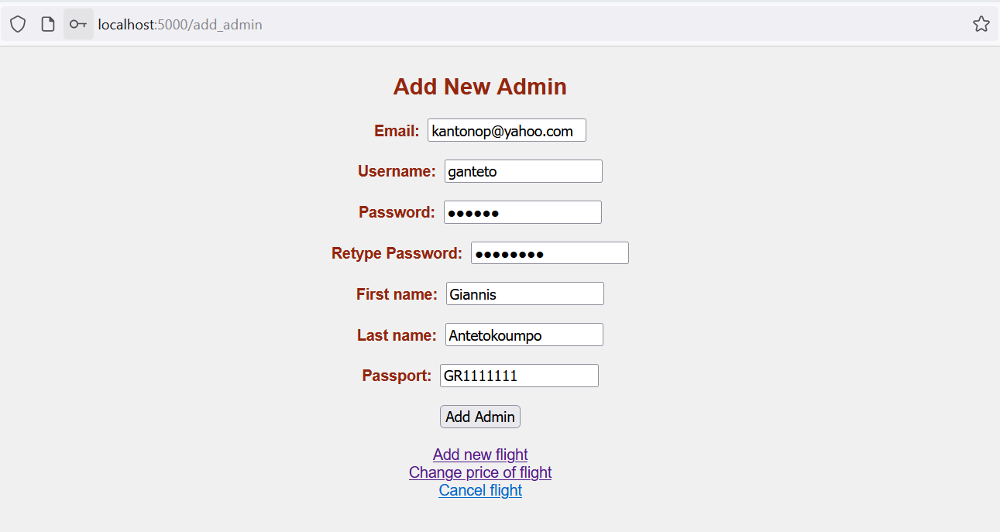 localhost:5000/add_admin
Add New Admin
Email: kantonop@yahoo.com
Username: ganteto
Password: ●●●●●●
Retype Password: ●●●●●●●●
First name: Giannis
Last name: Antetokoumpo
Passport: GR1111111
Add Admin
Add new flight
Change price of flight
Cancel flight